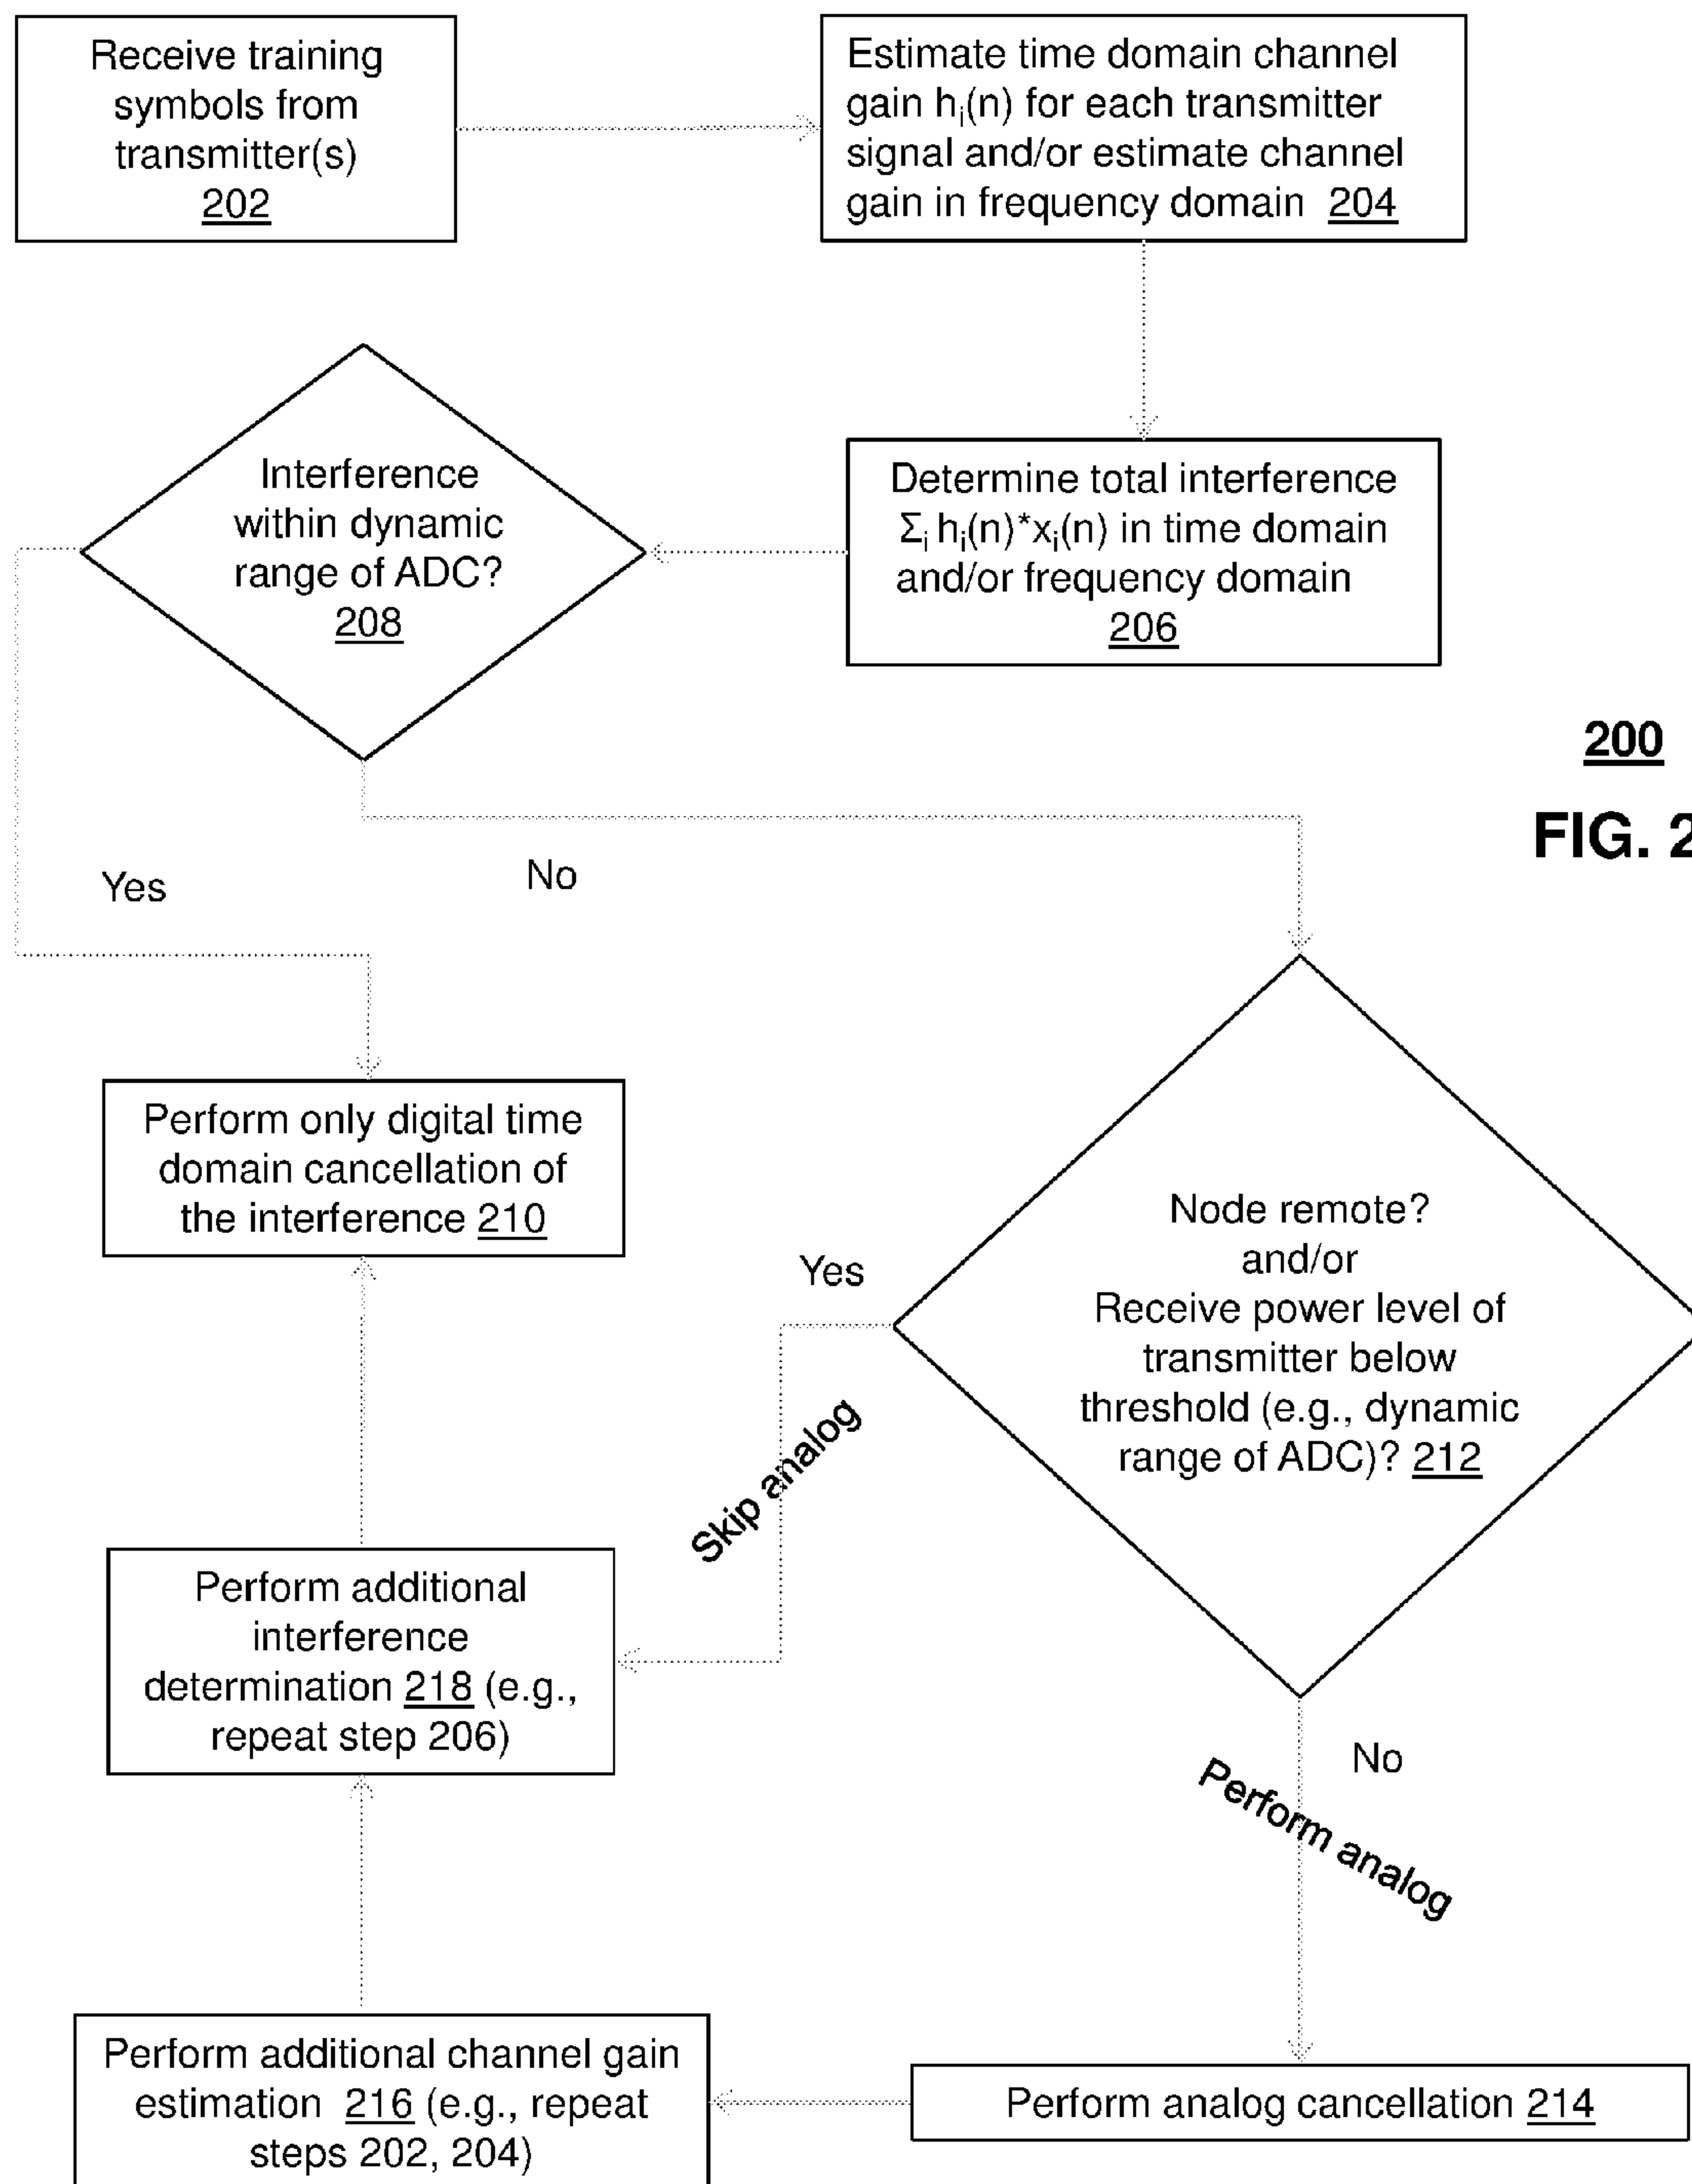 Receive training
symbols from
transmitter(s)
202
Estimate time domain channel
gain hᵢ(n) for each transmitter
signal and/or estimate channel
gain in frequency domain 204
Interference
within dynamic
range of ADC?
208
Determine total interference
Σᵢ hᵢ(n)*xᵢ(n) in time domain
and/or frequency domain
206
200
FIG. 2
Yes
No
Perform only digital time
domain cancellation of
the interference 210
Node remote?
and/or
Receive power level of
transmitter below
threshold (e.g., dynamic
range of ADC)? 212
Yes
Skip analog
Perform additional
interference
determination 218 (e.g.,
repeat step 206)
No
Perform analog
Perform additional channel gain
estimation 216 (e.g., repeat
steps 202, 204)
Perform analog cancellation 214